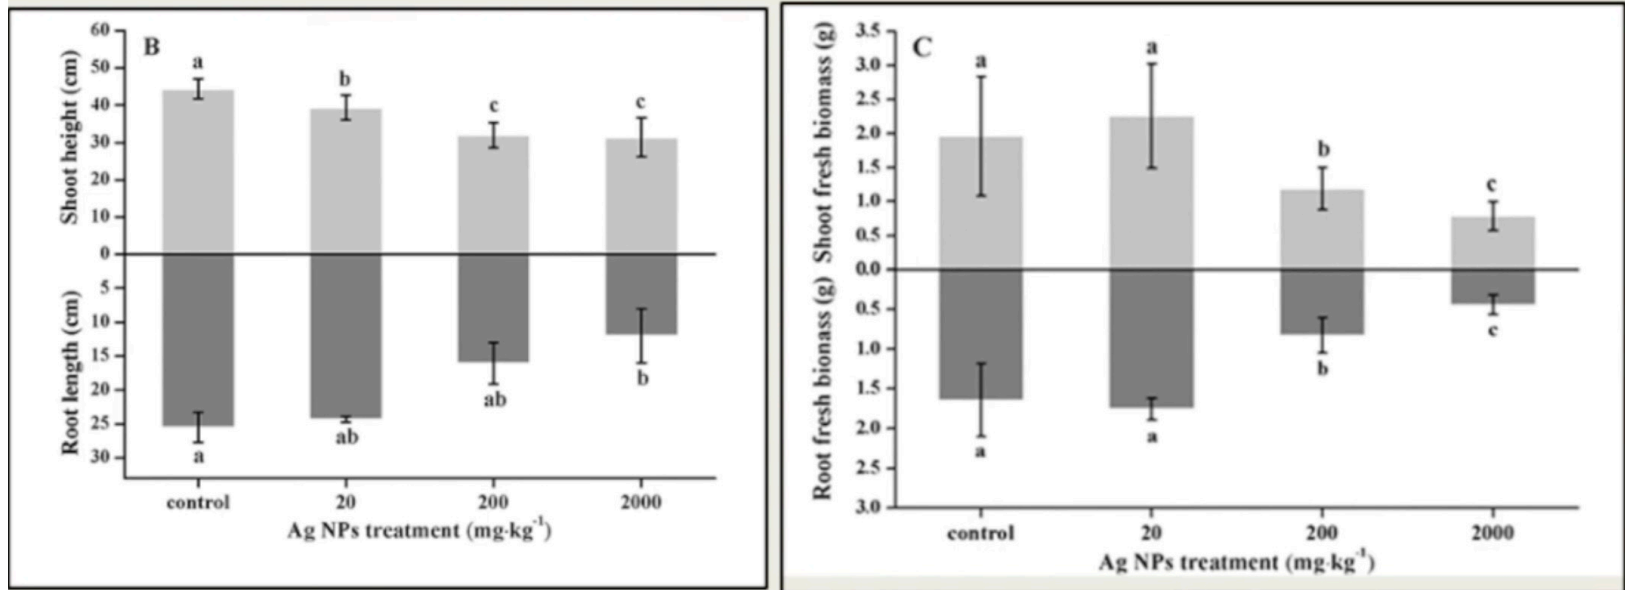 B
Shoot height (cm)
Root length (cm)
60
50
40
30
20
10
0
5
10
15
20
25
30
a
b
c
c
a
ab
ab
b
control
20
200
2000
Ag NPs treatment (mg·kg⁻¹)
C
Shoot fresh biomass (g)
Root fresh bionass (g)
3.5
3.0
2.5
2.0
1.5
1.0
0.5
0.0
0.5
1.0
1.5
2.0
2.5
3.0
a
a
b
c
a
a
b
c
control
20
200
2000
Ag NPs treatment (mg·kg⁻¹)